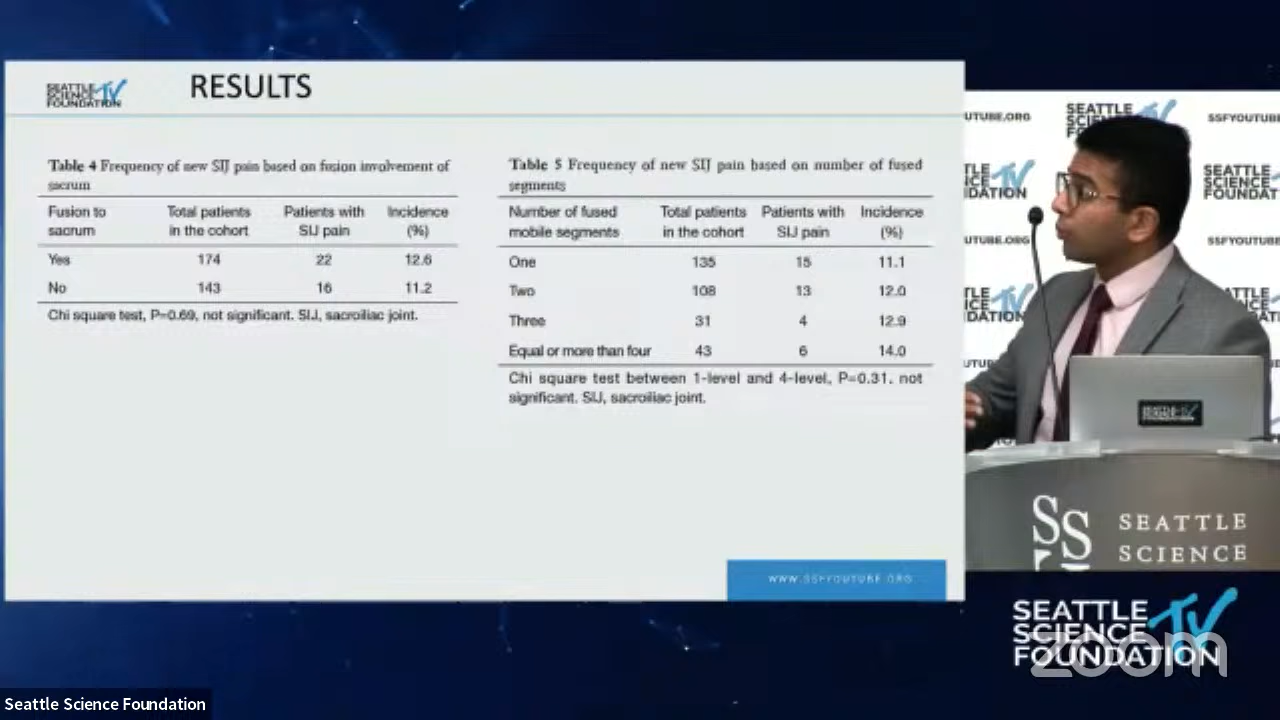 SEATTLE TV
SCIENCE
FOUNDATION
RESULTS
Table 4 Frequency of new SIJ pain based on fusion involvement of
sacrum
Fusion to sacrum Total patients in the cohort Patients with SIJ pain Incidence (%)
Yes 174 22 12.6
No 143 16 11.2
Chi square test, P=0.69, not significant. SIJ, sacroiliac joint.
Table 5 Frequency of new SIJ pain based on number of fused
segments
Number of fused mobile segments Total patients in the cohort Patients with SIJ pain Incidence (%)
One 135 15 11.1
Two 108 13 12.0
Three 31 4 12.9
Equal or more than four 43 6 14.0
Chi square test between 1-level and 4-level, P=0.31, not
significant. SIJ, sacroiliac joint.
WWW.SSFYOUTUBE.ORG
UTUBE.ORG
SEATTLE
SSFYOUTUBE
SEATTLE
SCIENCE
SEATTLE TV
SCIENCE
FOUNDATION
zoom
Seattle Science Foundation